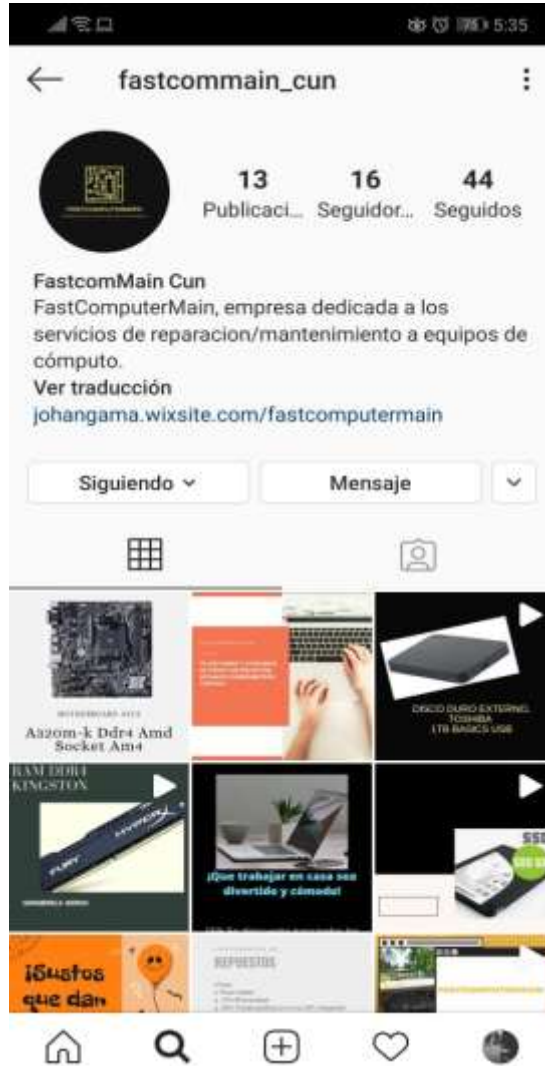 5:35
fastcommain_cun
13 16 44
Publicaci... Seguidor... Seguidos
FastcomMain Cun
FastComputerMain, empresa dedicada a los
servicios de reparacion/mantenimiento a equipos de
cómputo.
Ver traducción
johangama.wixsite.com/fastcomputermain
Siguiendo Mensaje
A320m-k Ddr4 Amd
Socket Am4
DISCO DURO EXTERNO
TOSHIBA
1TB BASICS USB
RAM DDR4
KINGSTON
FURY HYPERX
¡Que trabajar en casa sea
divertido y cómodo!
SSD
¡Sustos
que dan
REPUESTOS